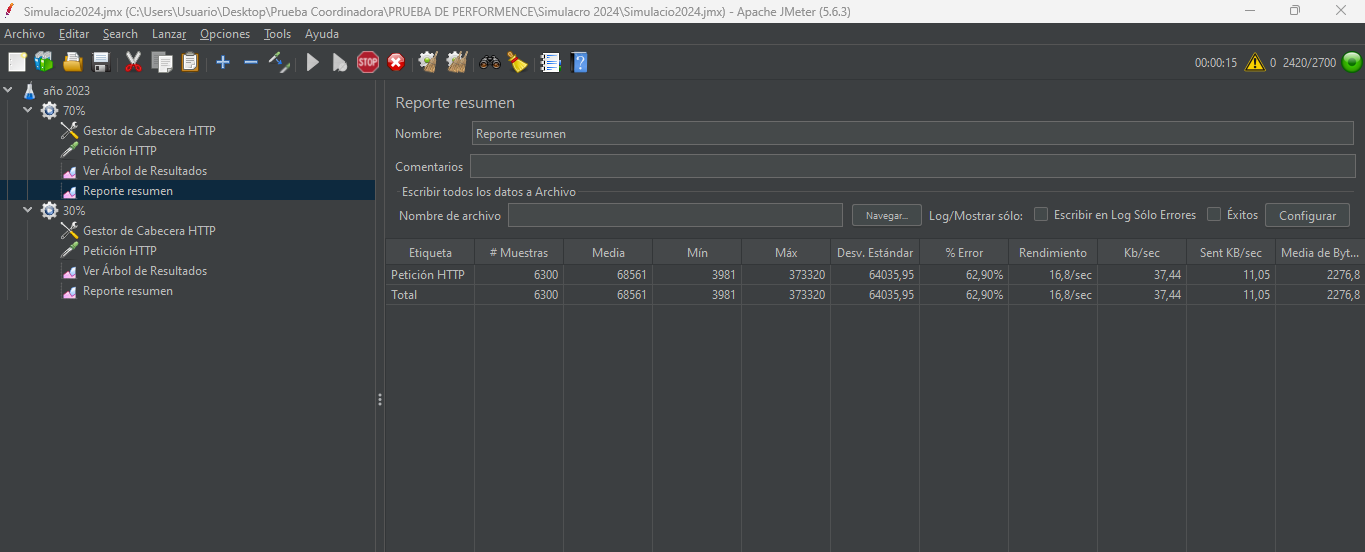 Simulacio2024.jmx (C:\Users\Usuario\Desktop\Prueba Coordinadora\PRUEBA DE PERFORMENCE\Simulacro 2024\Simulacio2024.jmx) - Apache JMeter (5.6.3)
Archivo Editar Search Lanzar Opciones Tools Ayuda
STOP 00:00:15 0 2420/2700
año 2023
70%
Gestor de Cabecera HTTP
Petición HTTP
Ver Árbol de Resultados
Reporte resumen
30%
Gestor de Cabecera HTTP
Petición HTTP
Ver Árbol de Resultados
Reporte resumen
Reporte resumen
Nombre: Reporte resumen
Comentarios
Escribir todos los datos a Archivo
Nombre de archivo Navegar... Log/Mostrar sólo: Escribir en Log Sólo Errores Éxitos Configurar
Etiqueta # Muestras Media Mín Máx Desv. Estándar % Error Rendimiento Kb/sec Sent KB/sec Media de Byt...
Petición HTTP 6300 68561 3981 373320 64035,95 62,90% 16,8/sec 37,44 11,05 2276,8
Total 6300 68561 3981 373320 64035,95 62,90% 16,8/sec 37,44 11,05 2276,8